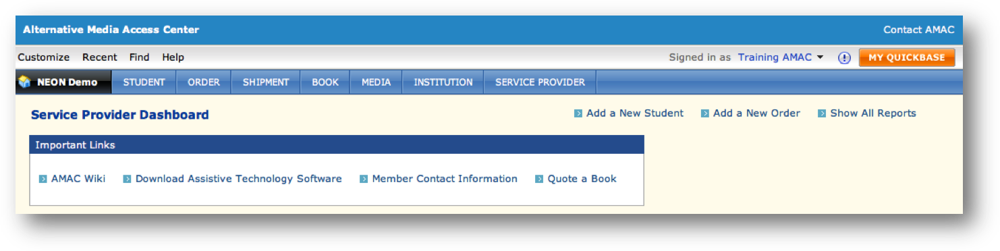 Alternative Media Access Center Contact AMAC
Customize Recent Find Help Signed in as Training AMAC MY QUICKBASE
NEON Demo STUDENT ORDER SHIPMENT BOOK MEDIA INSTITUTION SERVICE PROVIDER
Service Provider Dashboard Add a New Student Add a New Order Show All Reports
Important Links
AMAC Wiki Download Assistive Technology Software Member Contact Information Quote a Book